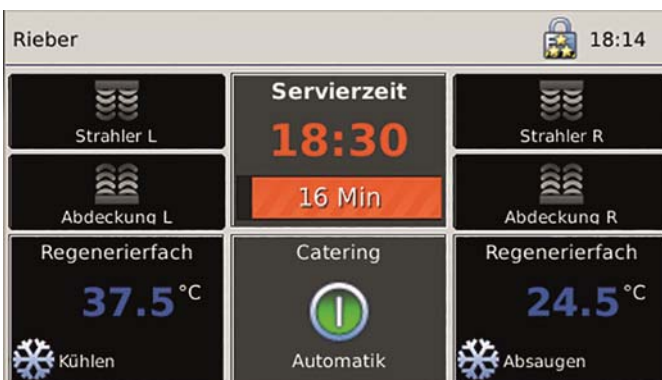 Rieber 18:14
Strahler L
Servierzeit
18:30
16 Min
Strahler R
Abdeckung L
Abdeckung R
Regenerierfach
37.5 °C
Kühlen
Catering
Automatik
Regenerierfach
24.5 °C
Absaugen